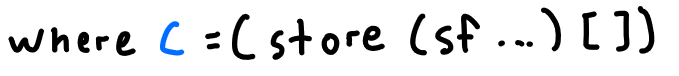 where C = (store (sf ...) [])